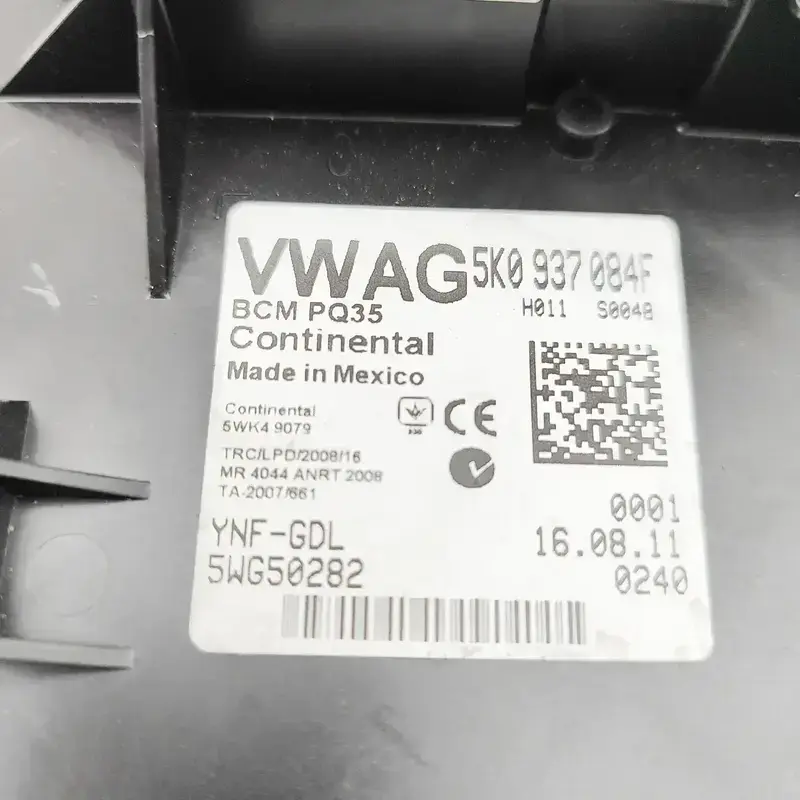 VWAG 5K0 937 084F
BCM PQ35 H011 S0048
Continental
Made in Mexico
Continental
5WK4 9079
CE
TRC/LPD/2008/16
MR 4044 ANRT 2008
TA-2007/661
0001
YNF-GDL 16.08.11
5WG50282 0240